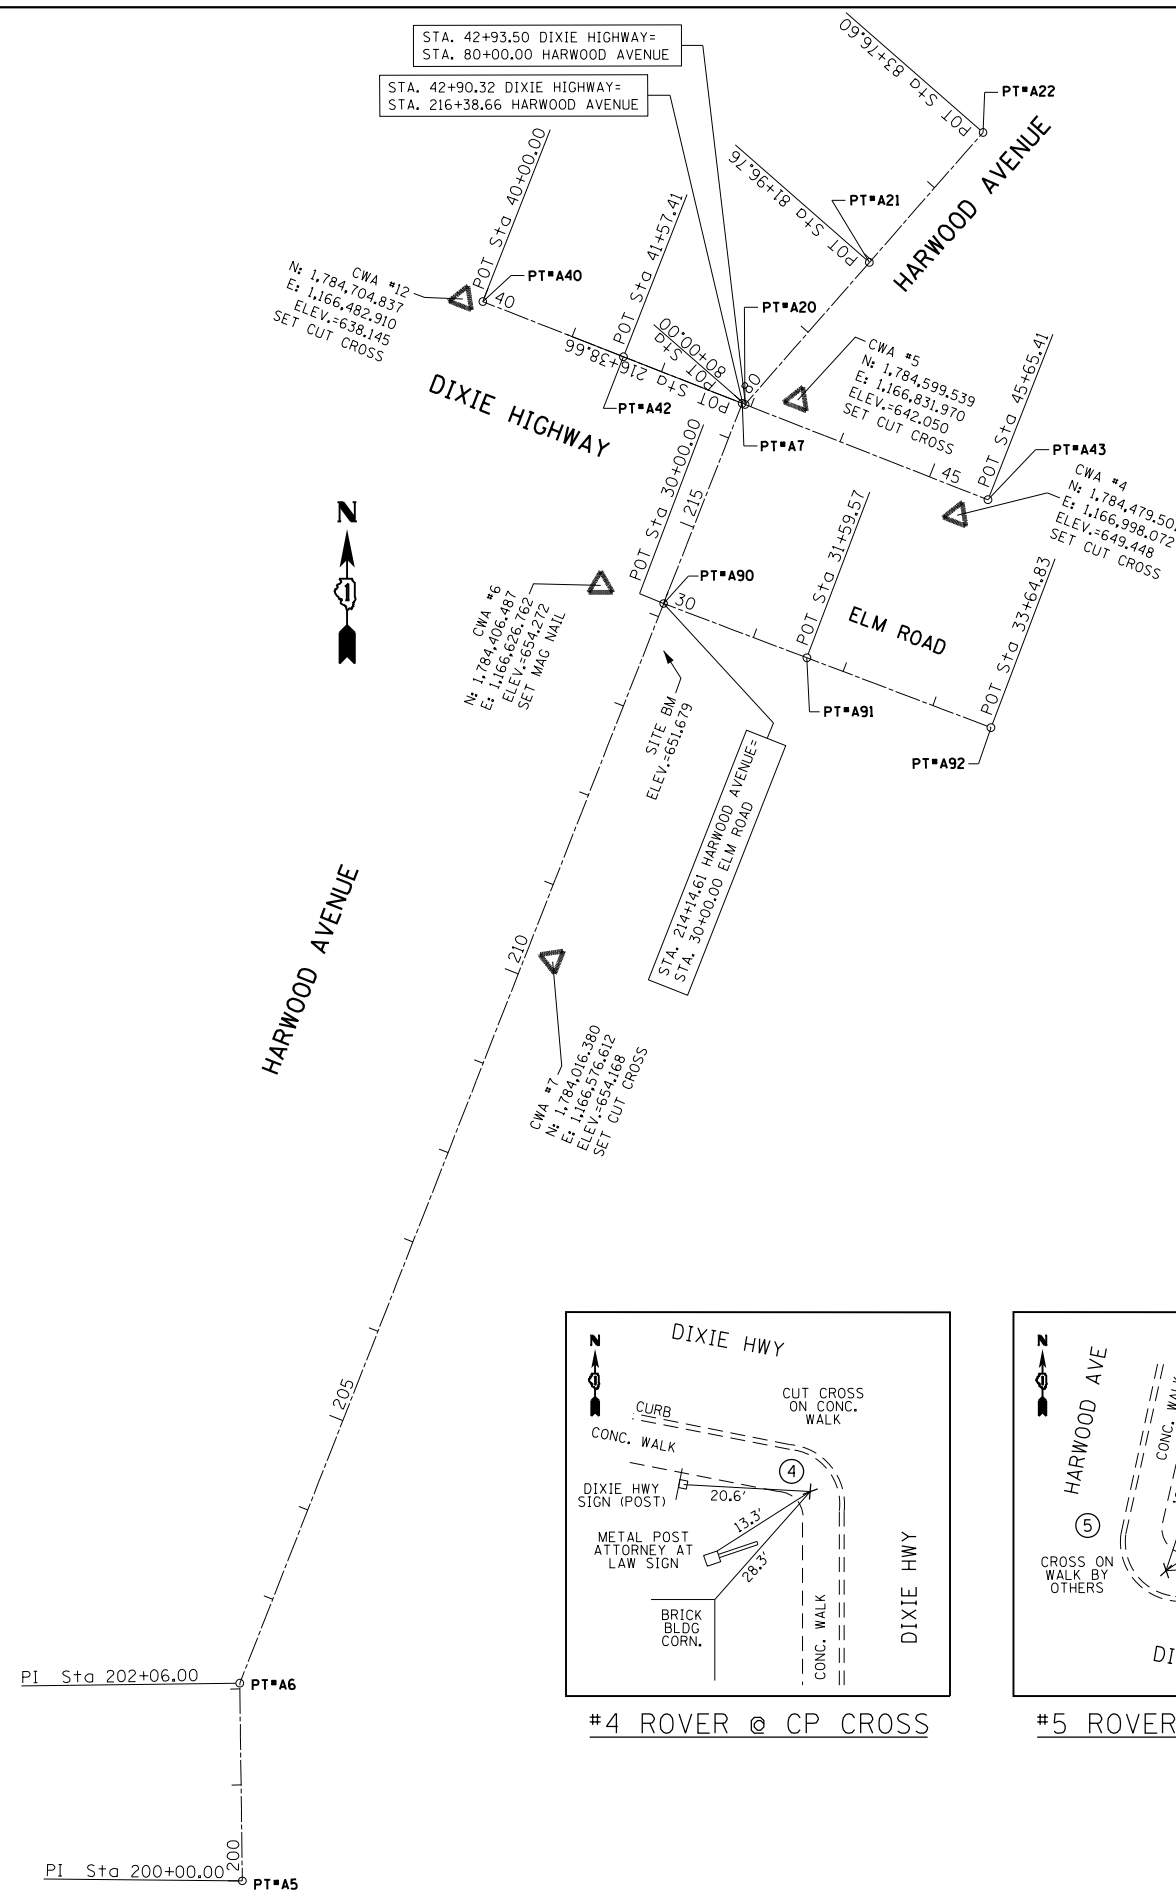 STA. 42+93.50 DIXIE HIGHWAY=
STA. 80+00.00 HARWOOD AVENUE
STA. 42+90.32 DIXIE HIGHWAY=
STA. 216+38.66 HARWOOD AVENUE
POT Sta 83+76.60
PT#A22
HARWOOD AVENUE
POT Sta 81+96.76
PT#A21
POT Sta 40+00.00
40
PT#A40
CWA #12
N: 1,784,704.837
E: 1,166,482.910
ELEV.=638.145
SET CUT CROSS
POT Sta 41+57.41
PT#A42
POT Sta 216+38.66
POT Sta 80+00.00
80
PT#A20
PT#A7
DIXIE HIGHWAY
CWA #5
N: 1,784,599.539
E: 1,166,831.970
ELEV.=642.050
SET CUT CROSS
45
POT Sta 45+65.41
PT#A43
CWA #4
N: 1,784,479.50
E: 1,166,998.072
ELEV.=649.448
SET CUT CROSS
N
1
215
POT Sta 30+00.00
30
PT#A90
CWA #6
N: 1,784,406.487
E: 1,166,626.762
ELEV.=654.272
SET MAG NAIL
POT Sta 31+59.57
PT#A91
ELM ROAD
POT Sta 33+64.83
PT#A92
SITE BM
ELEV.=651.679
STA. 214+14.61 HARWOOD AVENUE=
STA. 30+00.00 ELM ROAD
HARWOOD AVENUE
210
CWA #7
N: 1,784,016.380
E: 1,166,576.612
ELEV.=654.168
SET CUT CROSS
205
PI Sta 202+06.00
PT#A6
200
PI Sta 200+00.00
PT#A5
N
1
DIXIE HWY
CUT CROSS
ON CONC.
WALK
CURB
CONC. WALK
4
DIXIE HWY
SIGN (POST)
20.6'
13.3'
28.3'
METAL POST
ATTORNEY AT
LAW SIGN
BRICK
BLDG
CORN.
CONC. WALK
DIXIE HWY
#4 ROVER @ CP CROSS
N
1
HARWOOD AVE
CONC. WALK
5
CROSS ON
WALK BY
OTHERS
DI
#5 ROVER